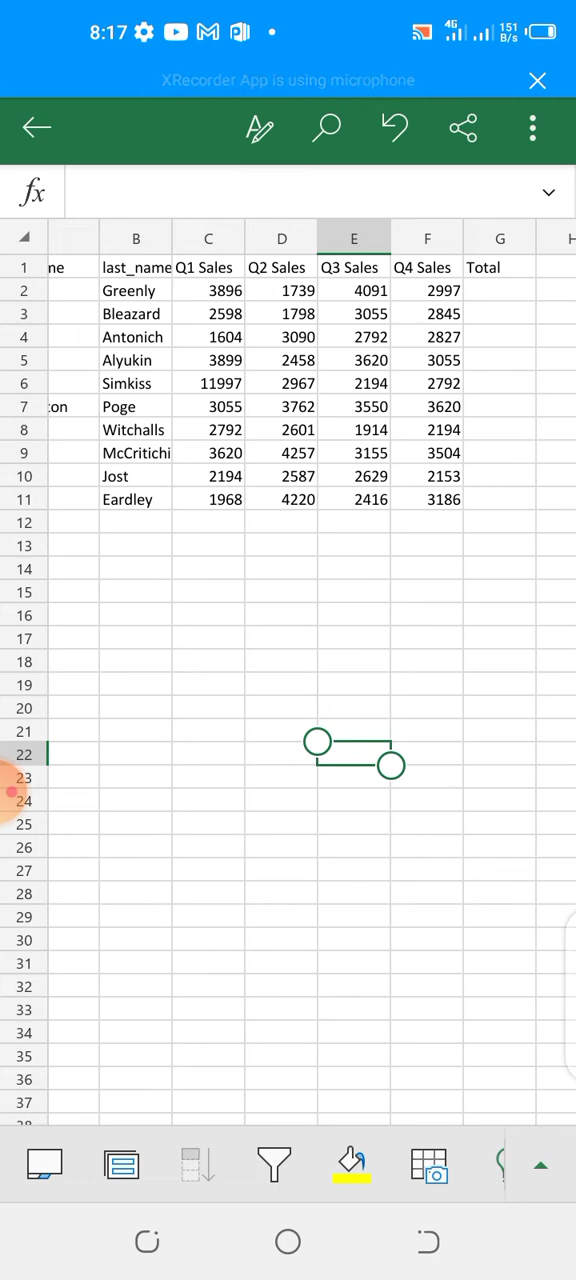 8:17 4G 151 B/s
XRecorder App is using microphone
fx
B C D E F G H
1 me last_name Q1 Sales Q2 Sales Q3 Sales Q4 Sales Total
2 Greenly 3896 1739 4091 2997
3 Bleazard 2598 1798 3055 2845
4 Antonich 1604 3090 2792 2827
5 Alyukin 3899 2458 3620 3055
6 Simkiss 11997 2967 2194 2792
7 ton Poge 3055 3762 3550 3620
8 Witchalls 2792 2601 1914 2194
9 McCritichi 3620 4257 3155 3504
10 Jost 2194 2587 2629 2153
11 Eardley 1968 4220 2416 3186
12
13
14
15
16
17
18
19
20
21
22
23
24
25
26
27
28
29
30
31
32
33
34
35
36
37